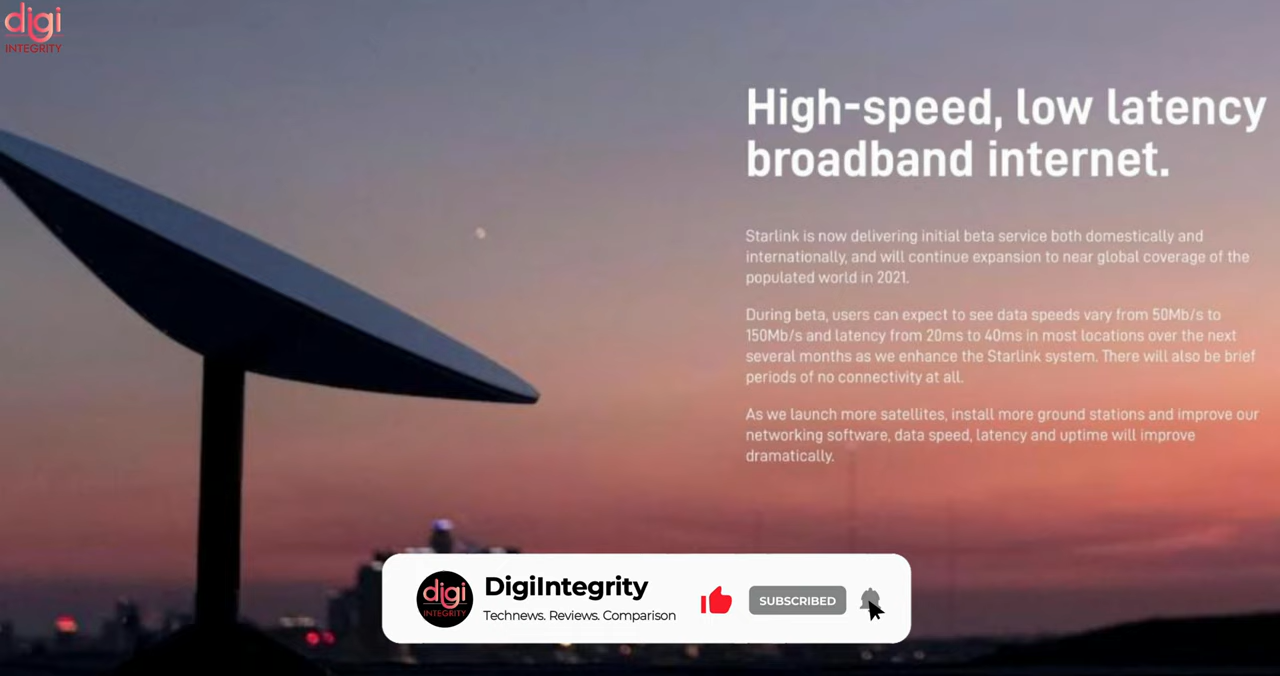 digi
INTEGRITY
High-speed, low latency
broadband internet.
Starlink is now delivering initial beta service both domestically and
internationally, and will continue expansion to near global coverage of the
populated world in 2021.
During beta, users can expect to see data speeds vary from 50Mb/s to
150Mb/s and latency from 20ms to 40ms in most locations over the next
several months as we enhance the Starlink system. There will also be brief
periods of no connectivity at all.
As we launch more satellites, install more ground stations and improve our
networking software, data speed, latency and uptime will improve
dramatically.
digi
INTEGRITY
DigiIntegrity
Technews. Reviews. Comparison
SUBSCRIBED